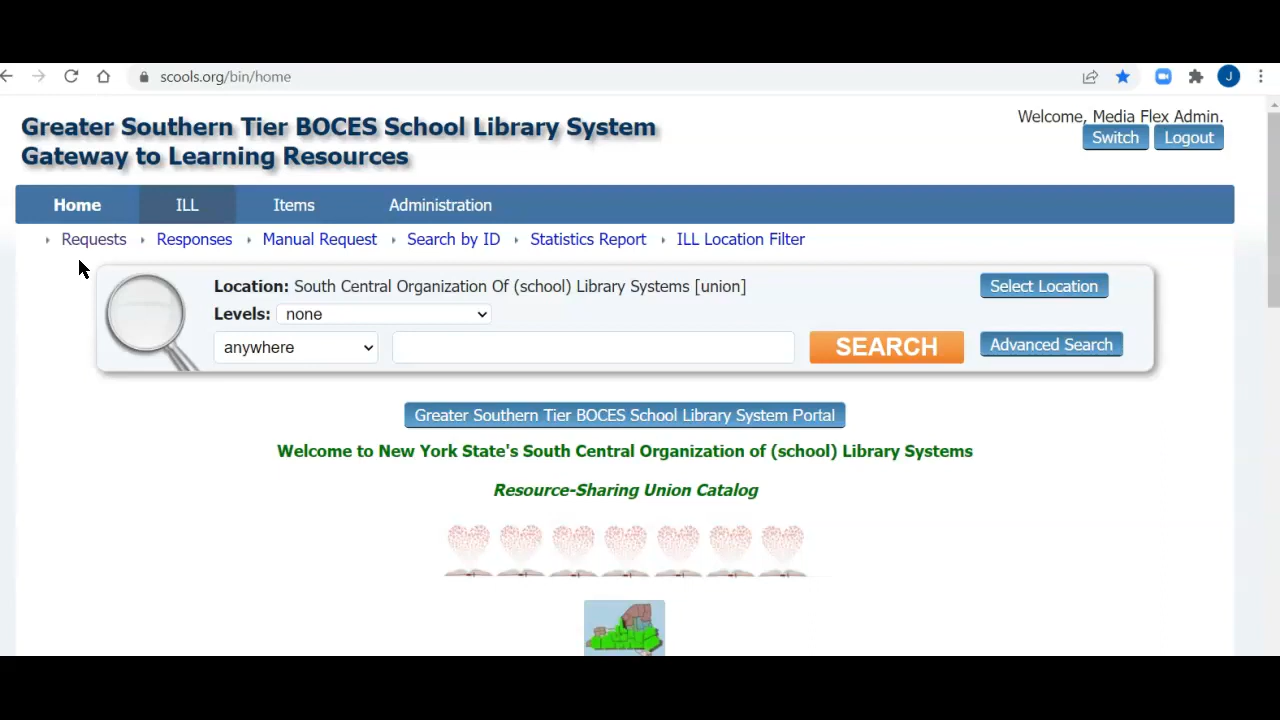 scools.org/bin/home
J
Greater Southern Tier BOCES School Library System
Gateway to Learning Resources
Welcome, Media Flex Admin.
Switch Logout
Home ILL Items Administration
Requests Responses Manual Request Search by ID Statistics Report ILL Location Filter
Location: South Central Organization Of (school) Library Systems [union] Select Location
Levels: none
anywhere SEARCH Advanced Search
Greater Southern Tier BOCES School Library System Portal
Welcome to New York State's South Central Organization of (school) Library Systems
Resource-Sharing Union Catalog